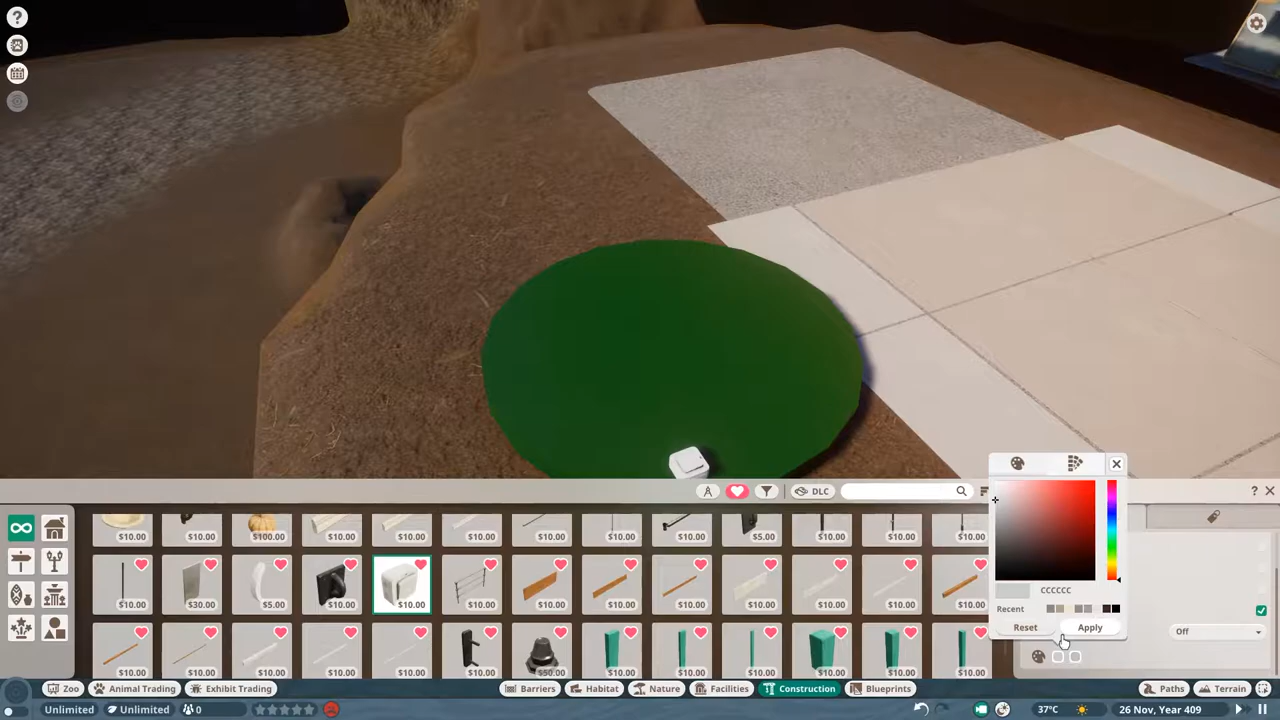 ?
DLC
? ×
$10.00 $10.00 $100.00 $10.00 $10.00 $10.00 $10.00 $10.00 $10.00 $5.00 $10.00 $10.00 $10.00
$10.00 $30.00 $5.00 $10.00 $10.00 $10.00 $10.00 $10.00 $10.00 $10.00 $10.00 $10.00 $10.00
$10.00 $10.00 $10.00 $10.00 $10.00 $10.00 $50.00 $10.00 $10.00 $10.00 $10.00 $10.00 $10.00
CCCCCC
Recent
Reset Apply
Off
Zoo Animal Trading Exhibit Trading Barriers Habitat Nature Facilities Construction Blueprints Paths Terrain
Unlimited Unlimited 0 37°C 26 Nov, Year 409